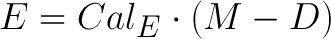 E = Cal_E · (M − D)